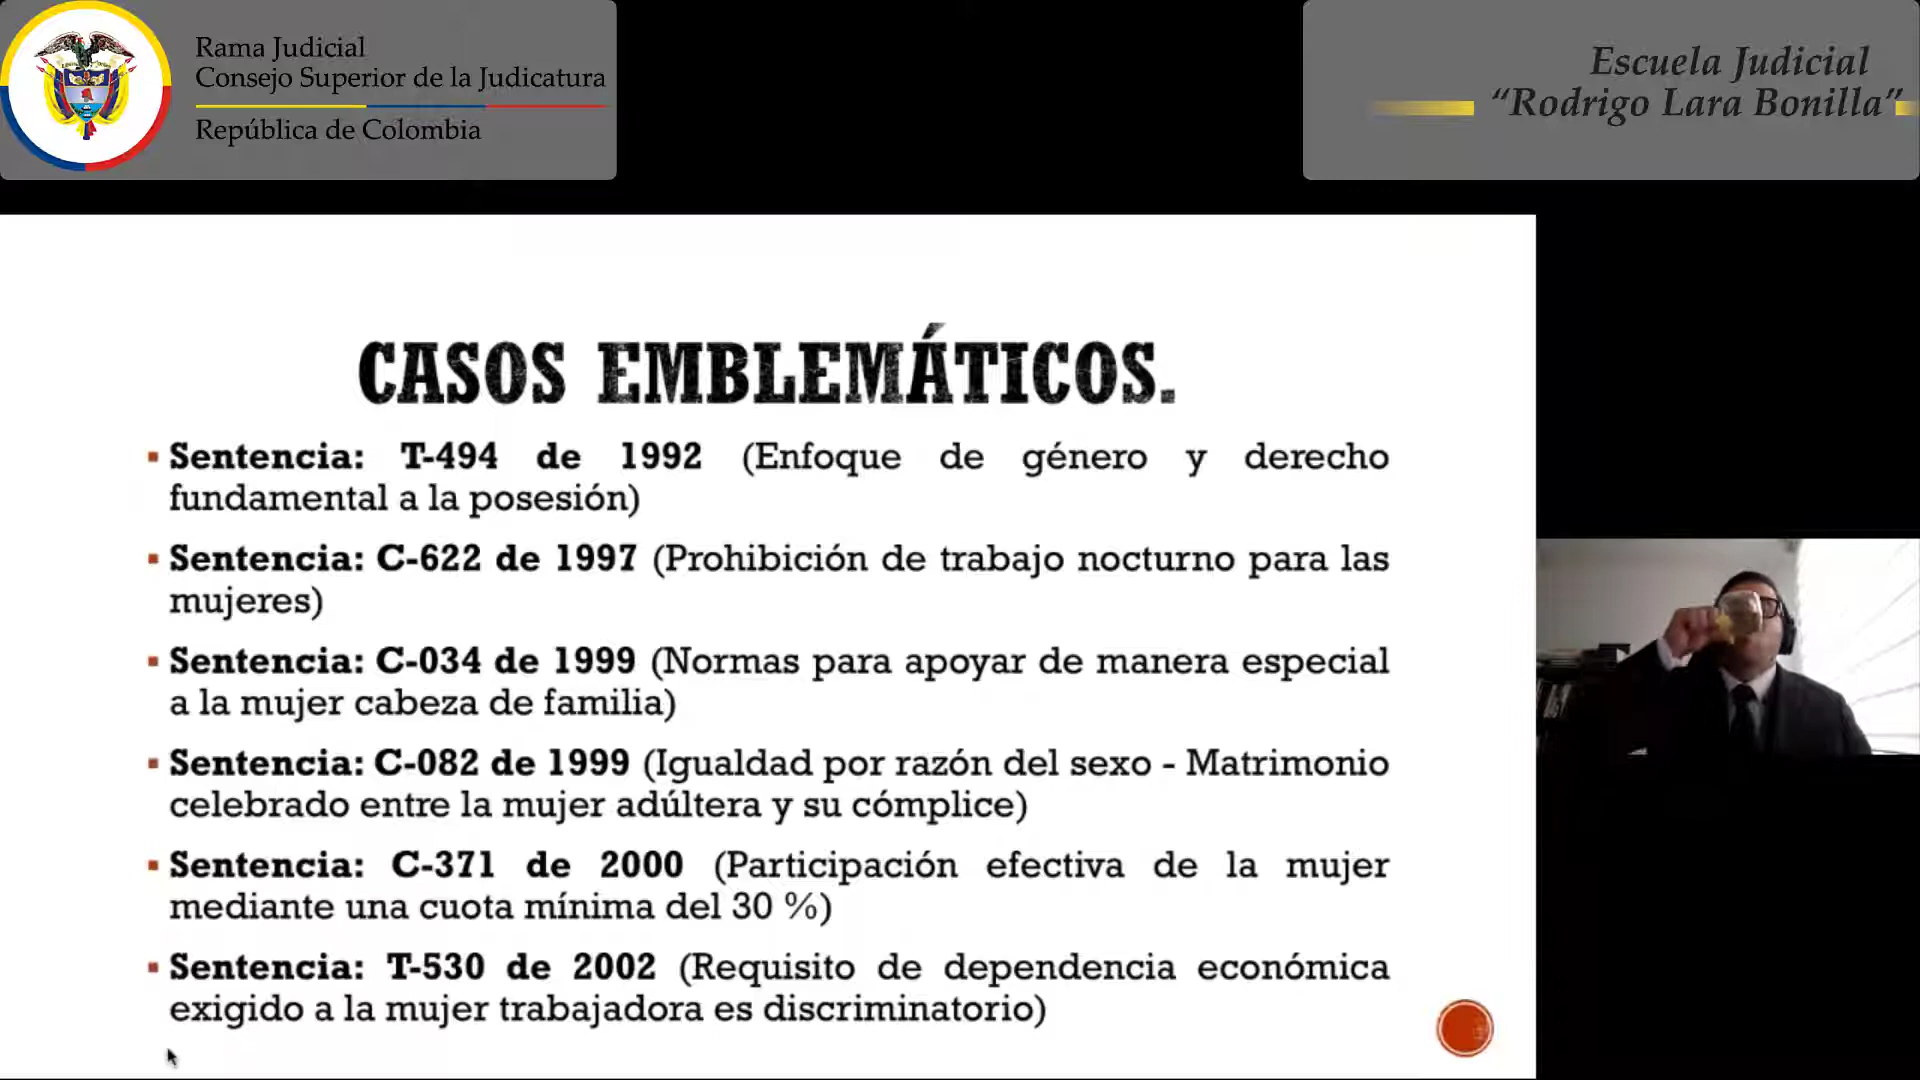 Rama Judicial
Consejo Superior de la Judicatura
República de Colombia
Escuela Judicial
“Rodrigo Lara Bonilla”
CASOS EMBLEMÁTICOS.
▪ Sentencia: T-494 de 1992 (Enfoque de género y derecho
fundamental a la posesión)
▪ Sentencia: C-622 de 1997 (Prohibición de trabajo nocturno para las
mujeres)
▪ Sentencia: C-034 de 1999 (Normas para apoyar de manera especial
a la mujer cabeza de familia)
▪ Sentencia: C-082 de 1999 (Igualdad por razón del sexo - Matrimonio
celebrado entre la mujer adúltera y su cómplice)
▪ Sentencia: C-371 de 2000 (Participación efectiva de la mujer
mediante una cuota mínima del 30 %)
▪ Sentencia: T-530 de 2002 (Requisito de dependencia económica
exigido a la mujer trabajadora es discriminatorio)